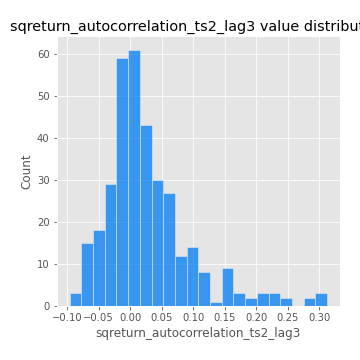 sqreturn_autocorrelation_ts2_lag3 value distribut
Count
60
50
40
30
20
10
0
−0.10 −0.05 0.00 0.05 0.10 0.15 0.20 0.25 0.30
sqreturn_autocorrelation_ts2_lag3